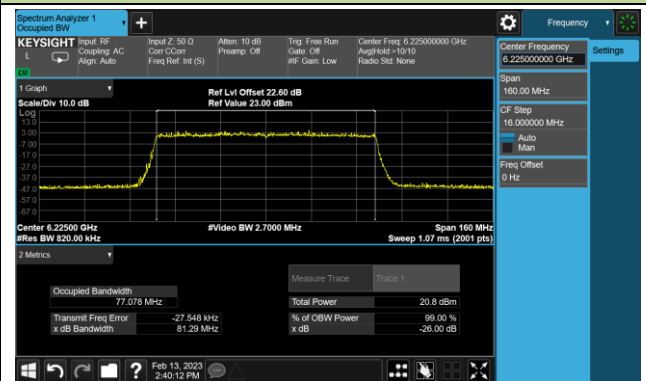 Spectrum Analyzer 1
Occupied BW
Frequency
KEYSIGHT
L
Input: RF
Coupling: AC
Align: Auto
Input Z: 50 Ω
Corr CCorr
Freq Ref: Int (S)
Atten: 10 dB
Preamp: Off
Trig: Free Run
Gate: Off
#IF Gain: Low
Center Freq: 6.225000000 GHz
Avg|Hold:>10/10
Radio Std: None
Center Frequency
6.225000000 GHz
Settings
Span
160.00 MHz
CF Step
16.000000 MHz
Auto
Man
Freq Offset
0 Hz
1 Graph
Scale/Div 10.0 dB
Ref Lvl Offset 22.60 dB
Ref Value 23.00 dBm
Log
13.0
3.00
-7.00
-17.0
-27.0
-37.0
-47.0
-57.0
-67.0
Center 6.22500 GHz
#Video BW 2.7000 MHz
Span 160 MHz
#Res BW 820.00 kHz
Sweep 1.07 ms (2001 pts)
2 Metrics
Measure Trace
Trace 1
Occupied Bandwidth
77.078 MHz
Total Power
20.8 dBm
Transmit Freq Error
-27.548 kHz
% of OBW Power
99.00 %
x dB Bandwidth
81.29 MHz
x dB
-26.00 dB
Feb 13, 2023
2:40:12 PM